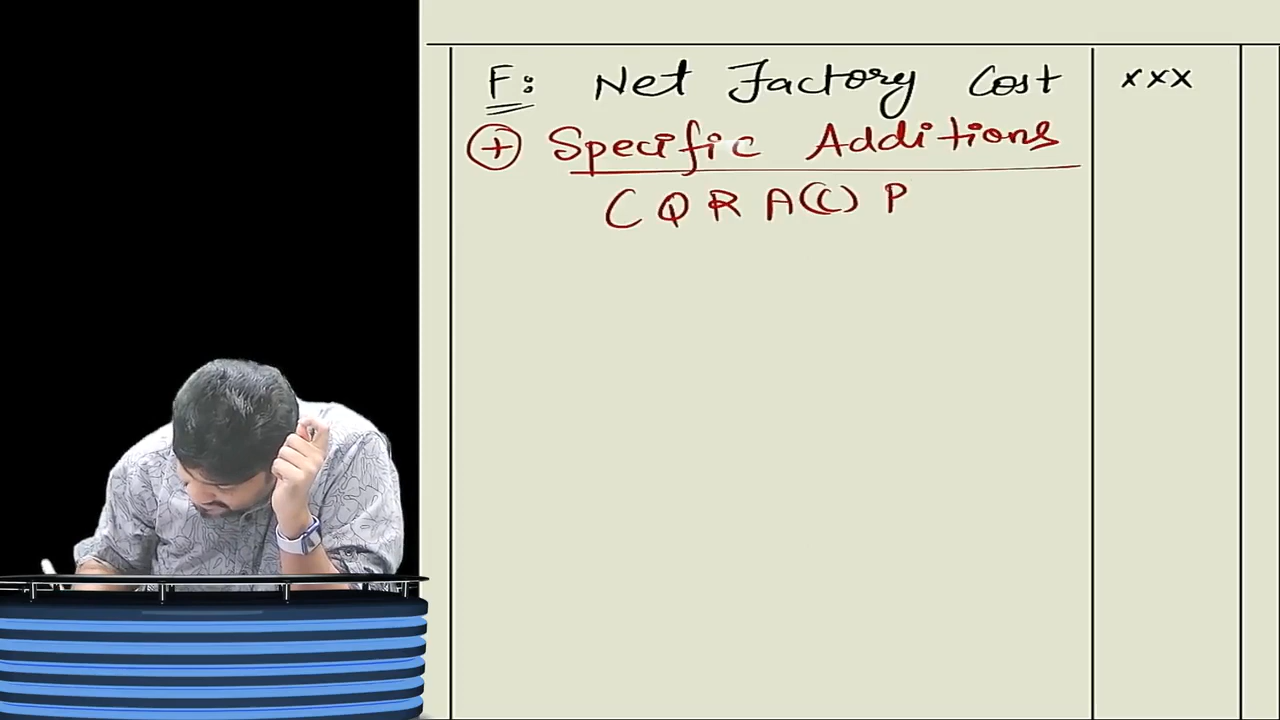 F: Net Factory Cost xxx
(+) Specific Additions
C Q R A(C) P